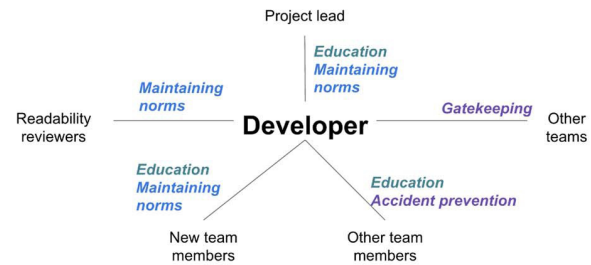 Project lead
Education
Maintaining
norms
Maintaining
norms
Gatekeeping
Readability
reviewers
Developer
Other
teams
Education
Maintaining
norms
Education
Accident prevention
New team
members
Other team
members